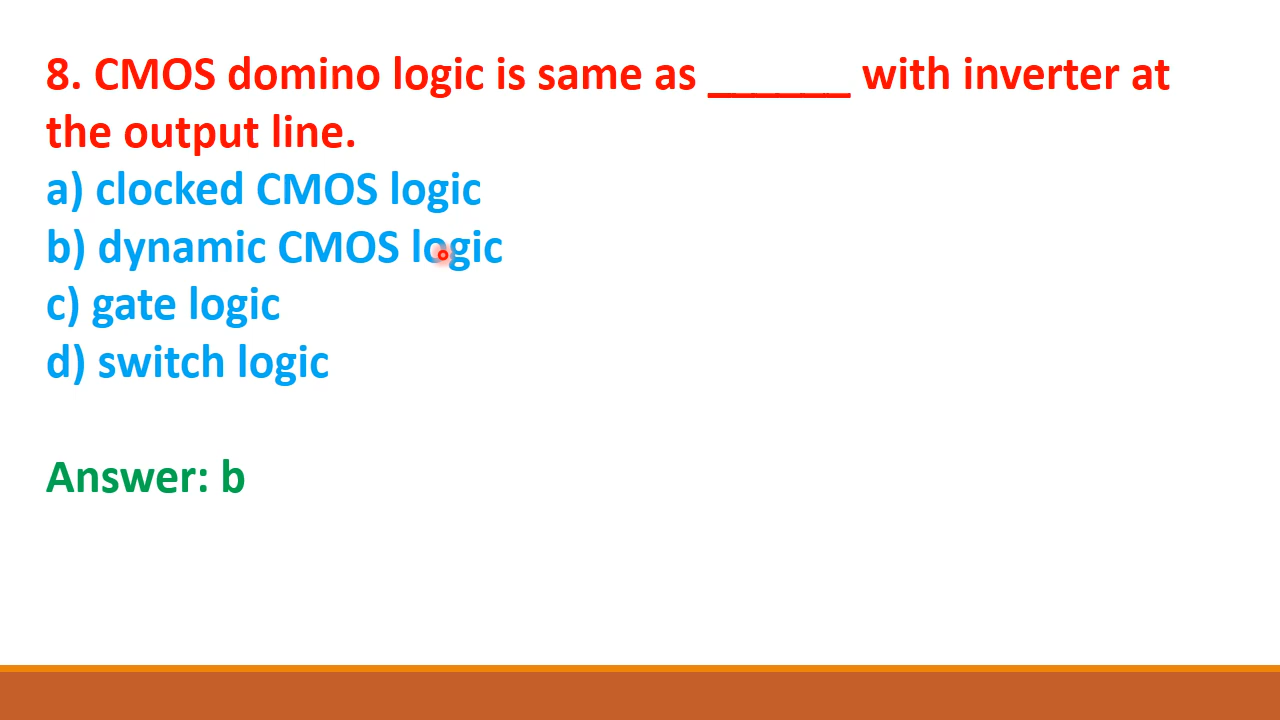 8. CMOS domino logic is same as ______ with inverter at
the output line.
a) clocked CMOS logic
b) dynamic CMOS logic
c) gate logic
d) switch logic
Answer: b